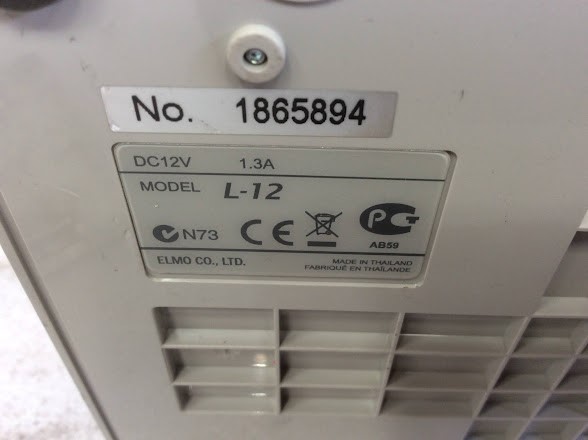 No. 1865894
DC12V 1.3A
MODEL L-12
N73 CE PG
AB59
ELMO CO., LTD.
MADE IN THAILAND
FABRIQUÉ EN THAÏLANDE